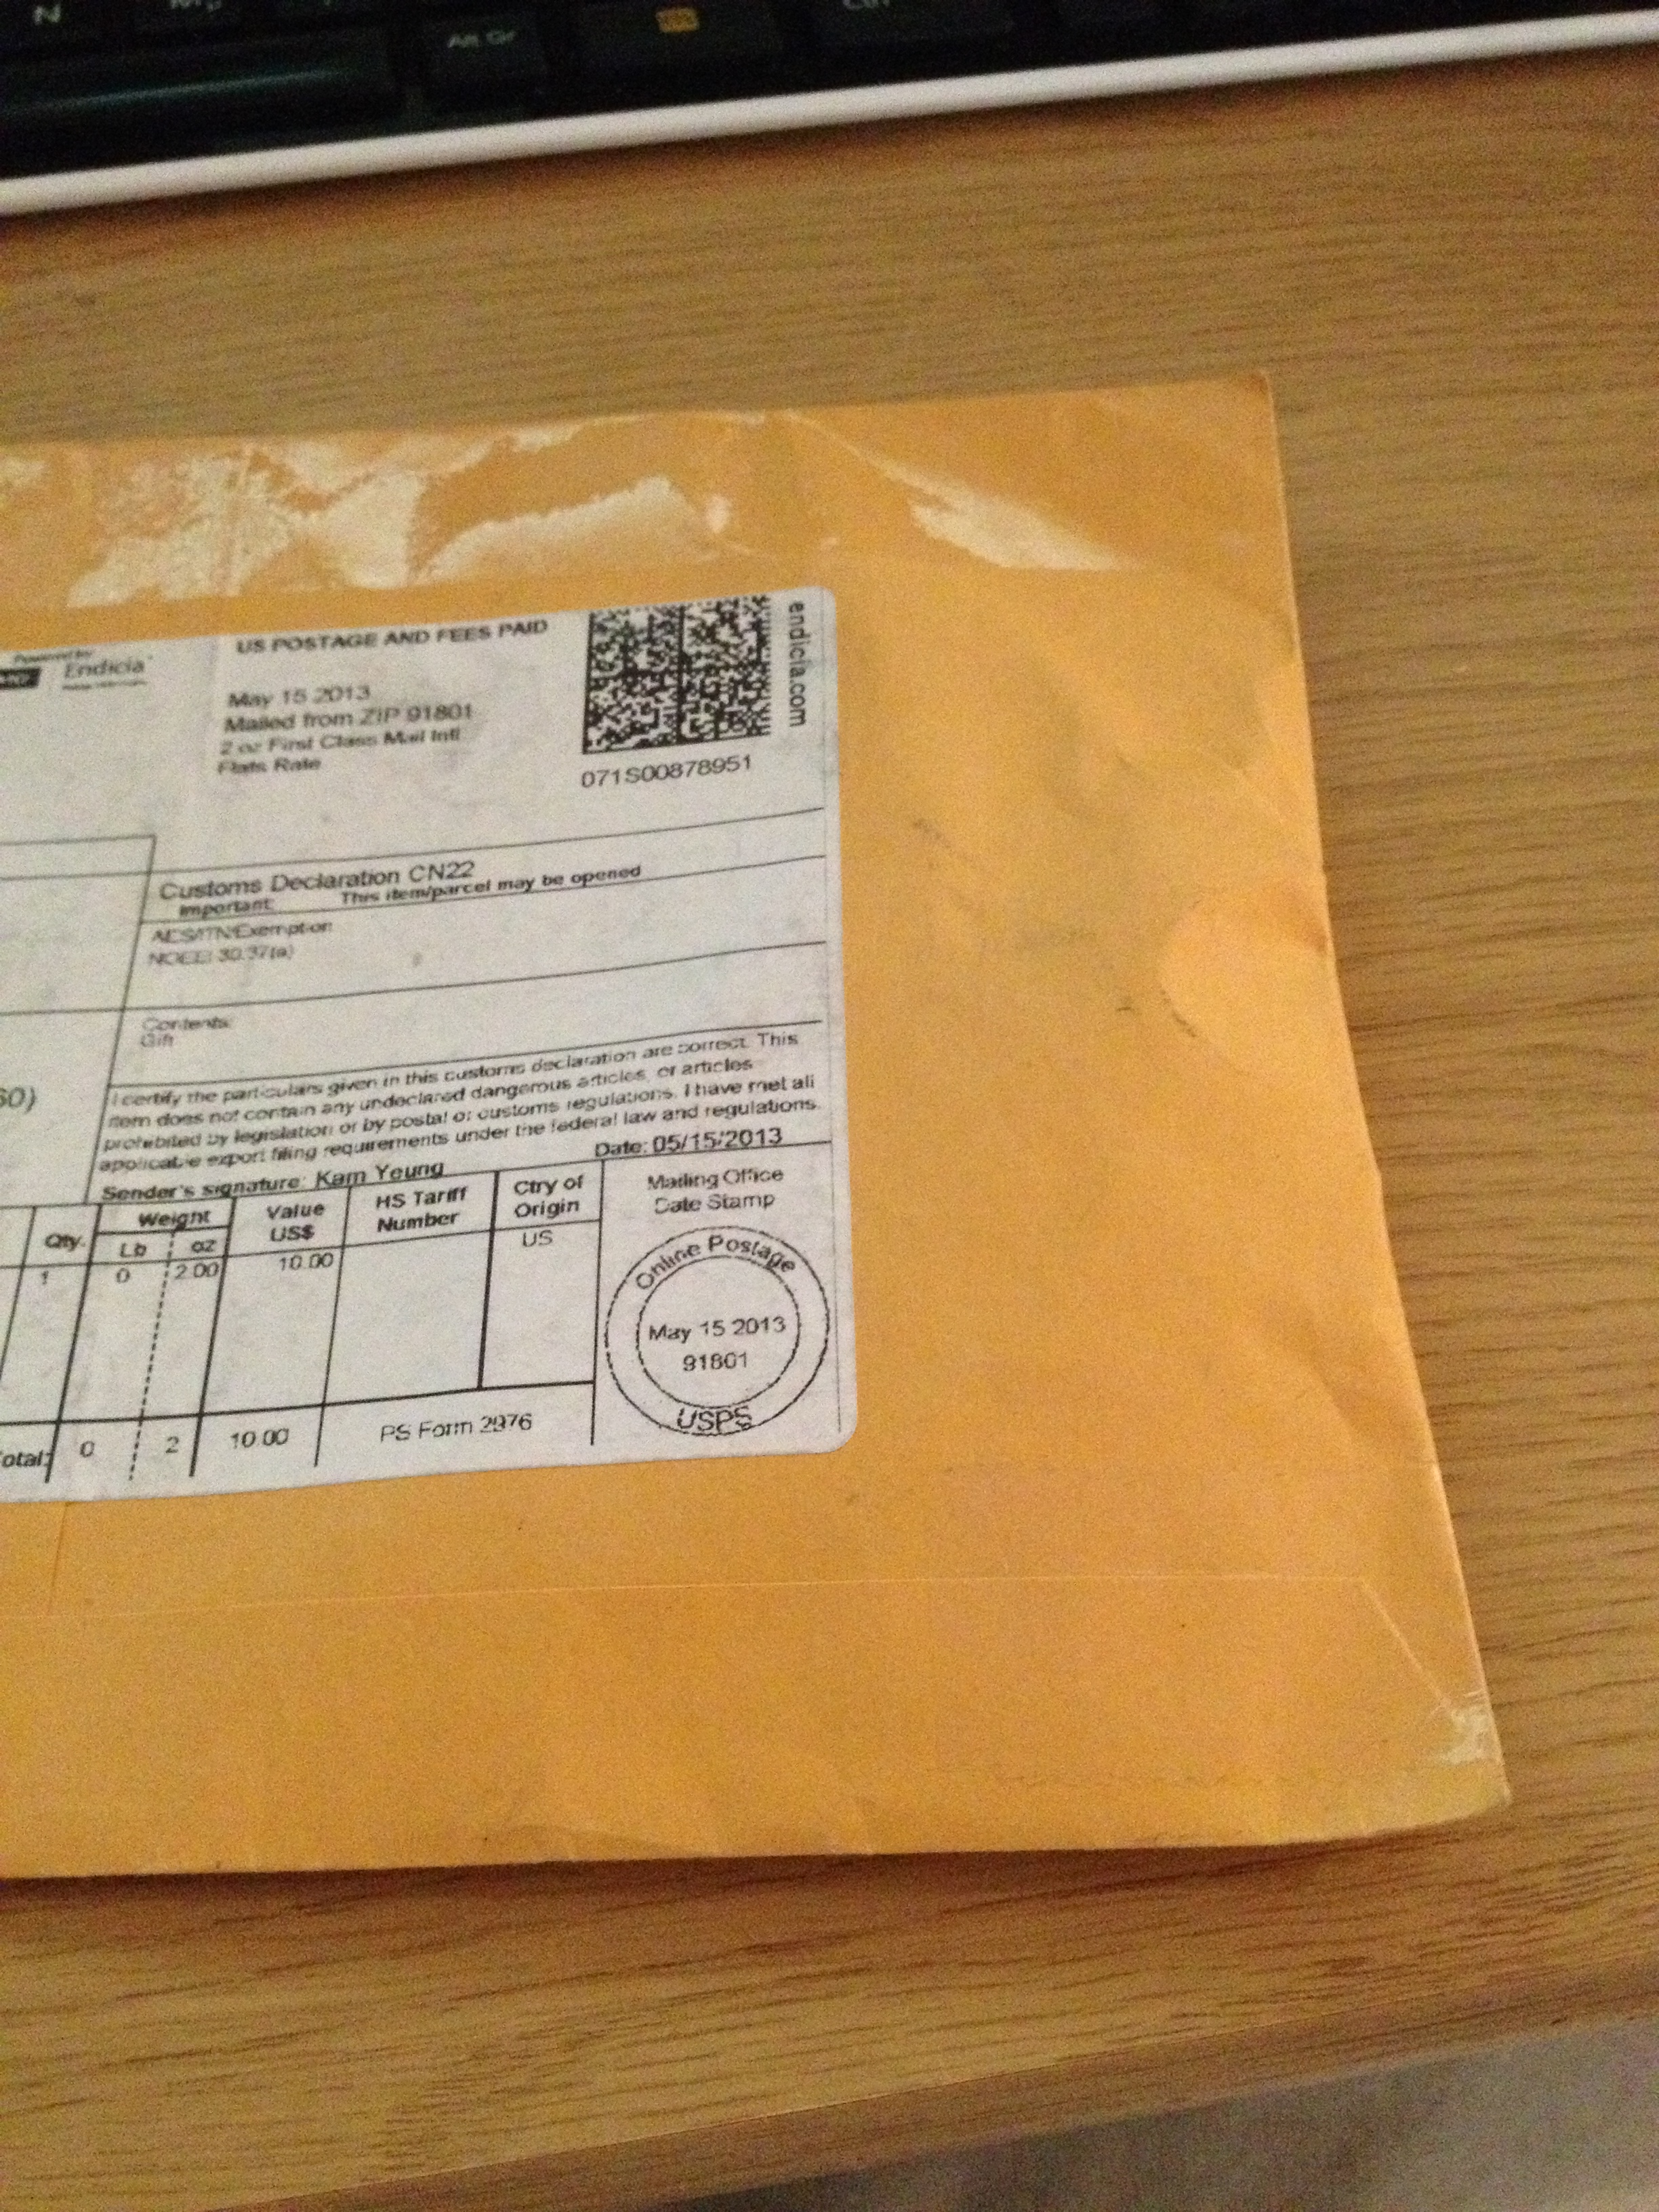 N
Alt Gr
Powered by
Endicia
US POSTAGE AND FEES PAID
May 15 2013
Mailed from ZIP 91801
2 oz First Class Mail Intl
Flats Rate
endicia.com
071S00878951
Customs Declaration CN22
Important: This item/parcel may be opened
AES/ITN/Exemption
NOEEI 30.37(a)
Contents:
Gift
60)
I certify the particulars given in this customs declaration are correct. This
item does not contain any undeclared dangerous articles, or articles
prohibited by legislation or by postal or customs regulations. I have met all
applicable export filing requirements under the federal law and regulations.
Sender's signature: Kam Yeung Date: 05/15/2013
Qty. Weight Lb oz Value US$ HS Tariff Number Ctry of Origin
1 0 2.00 10.00 US
otal: 0 2 10.00 PS Form 2976
Mailing Office
Date Stamp
Online Postage
May 15 2013
91801
USPS